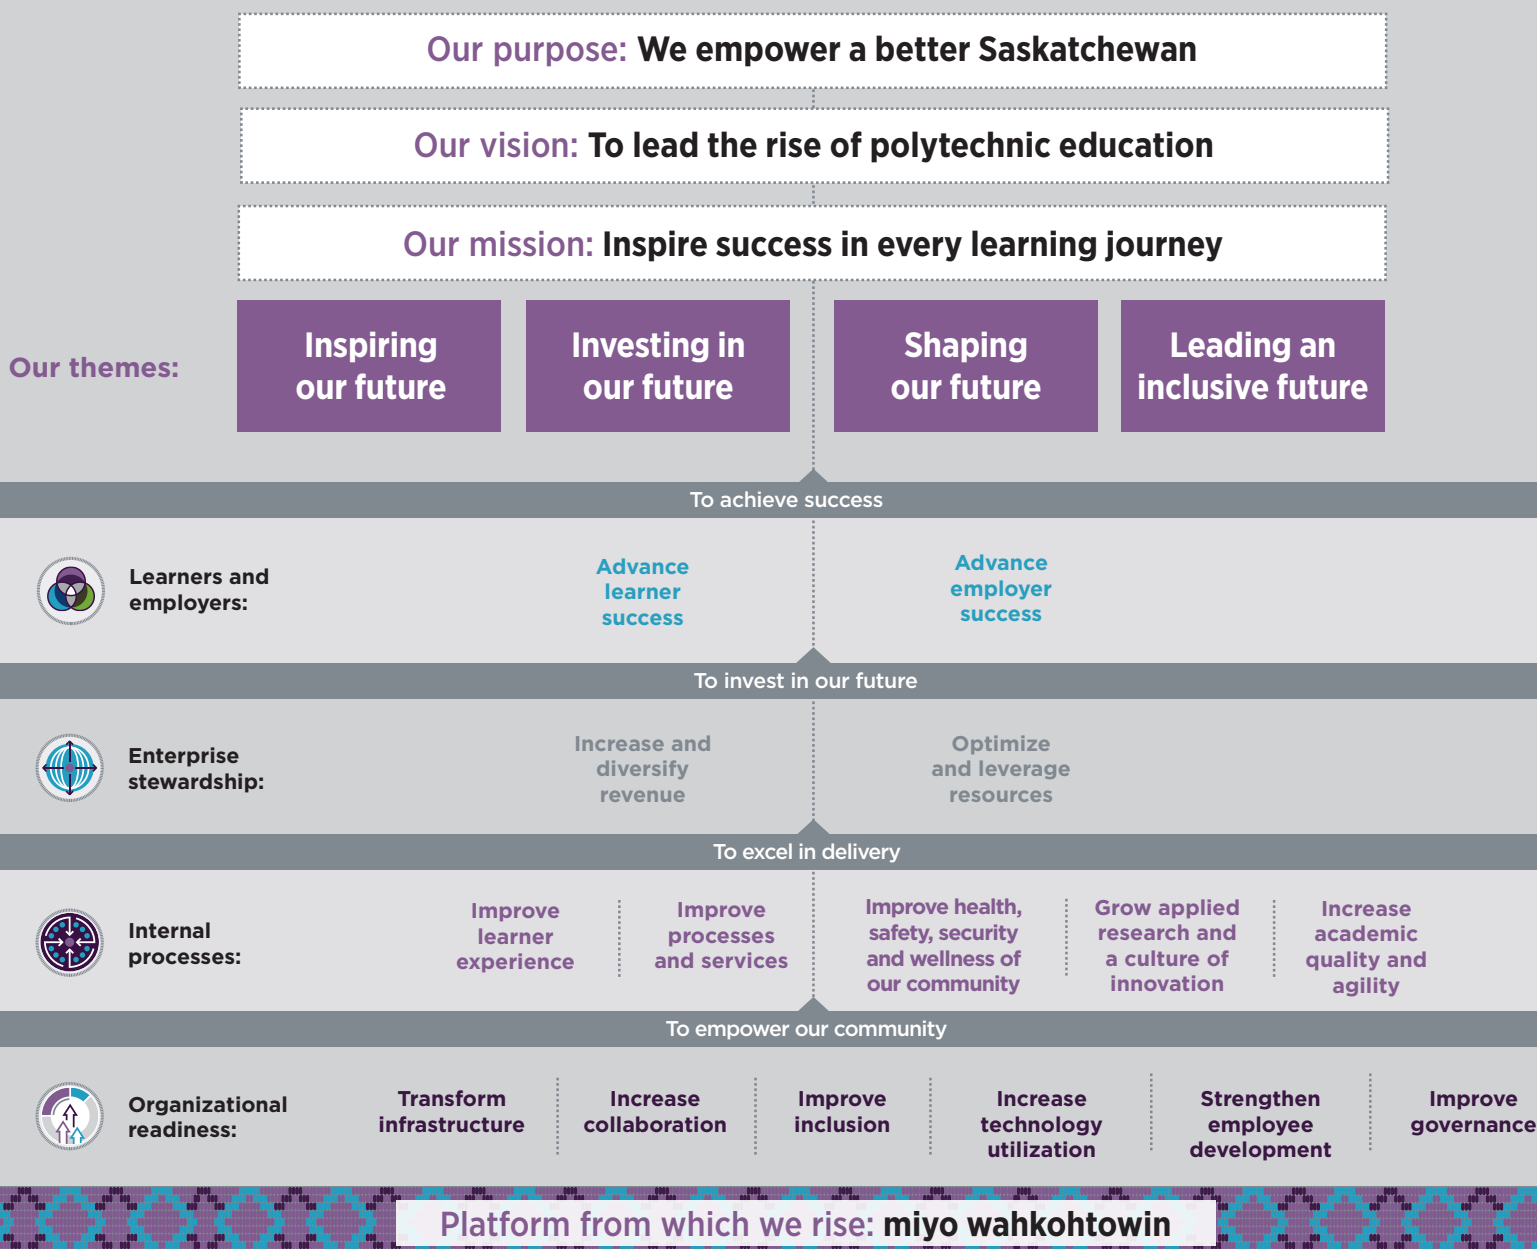 Our purpose: We empower a better Saskatchewan
Our vision: To lead the rise of polytechnic education
Our mission: Inspire success in every learning journey
Our themes:
Inspiring
our future
Investing in
our future
Shaping
our future
Leading an
inclusive future
To achieve success
Learners and
employers:
Advance
learner
success
Advance
employer
success
To invest in our future
Enterprise
stewardship:
Increase and
diversify
revenue
Optimize
and leverage
resources
To excel in delivery
Internal
processes:
Improve
learner
experience
Improve
processes
and services
Improve health,
safety, security
and wellness of
our community
Grow applied
research and
a culture of
innovation
Increase
academic
quality and
agility
To empower our community
Organizational
readiness:
Transform
infrastructure
Increase
collaboration
Improve
inclusion
Increase
technology
utilization
Strengthen
employee
development
Improve
governance
Platform from which we rise: miyo wahkohtowin